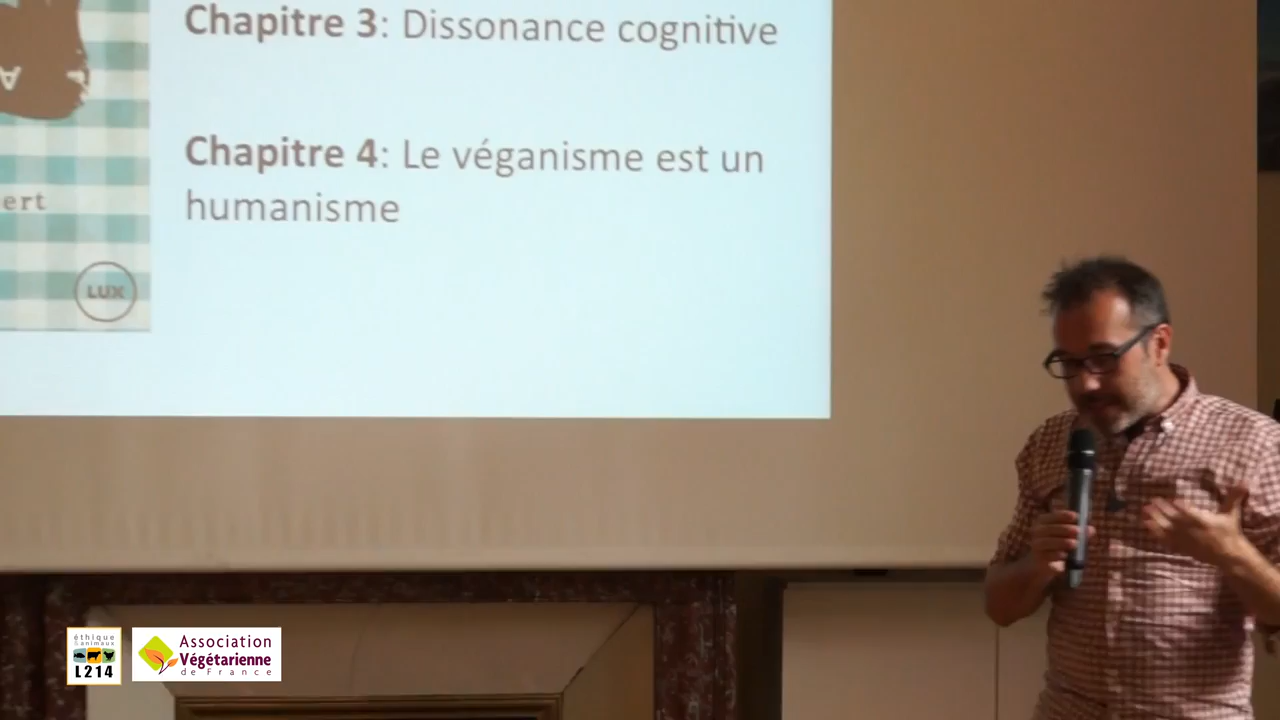 Chapitre 3: Dissonance cognitive
Chapitre 4: Le véganisme est un
humanisme
ert
LUX
éthique
& animaux
L214
Association
Végétarienne
de France